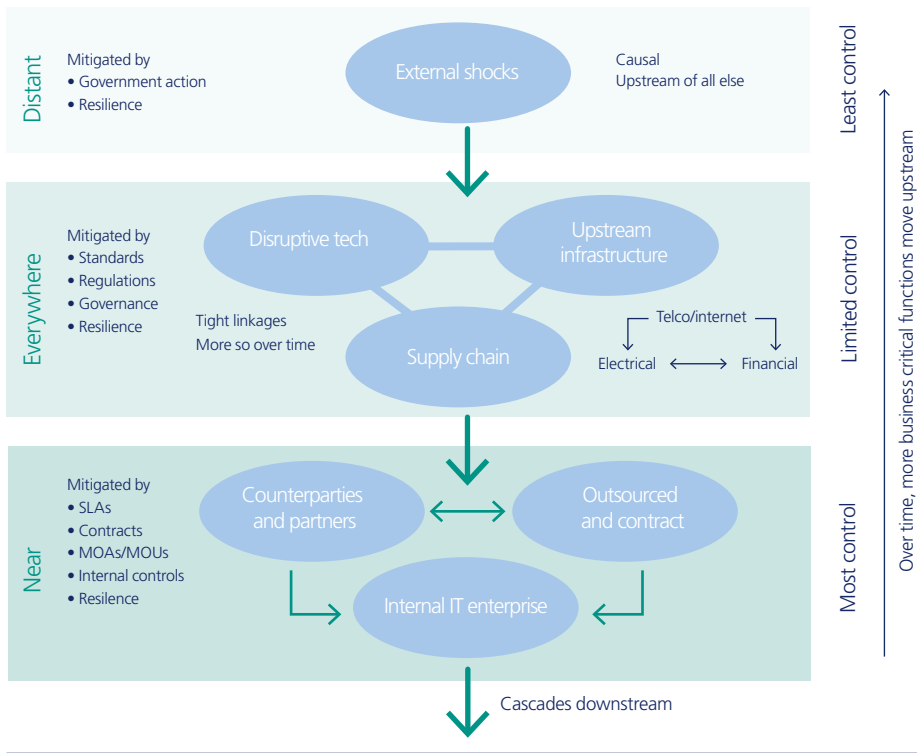 Distant
Mitigated by
• Government action
• Resilience
External shocks
Causal
Upstream of all else
Least control
Everywhere
Mitigated by
• Standards
• Regulations
• Governance
• Resilience
Disruptive tech
Upstream
infrastructure
Tight linkages
More so over time
Supply chain
Telco/internet
Electrical
Financial
Limited control
Near
Mitigated by
• SLAs
• Contracts
• MOAs/MOUs
• Internal controls
• Resilence
Counterparties
and partners
Outsourced
and contract
Internal IT enterprise
Most control
Over time, more business critical functions move upstream
Cascades downstream